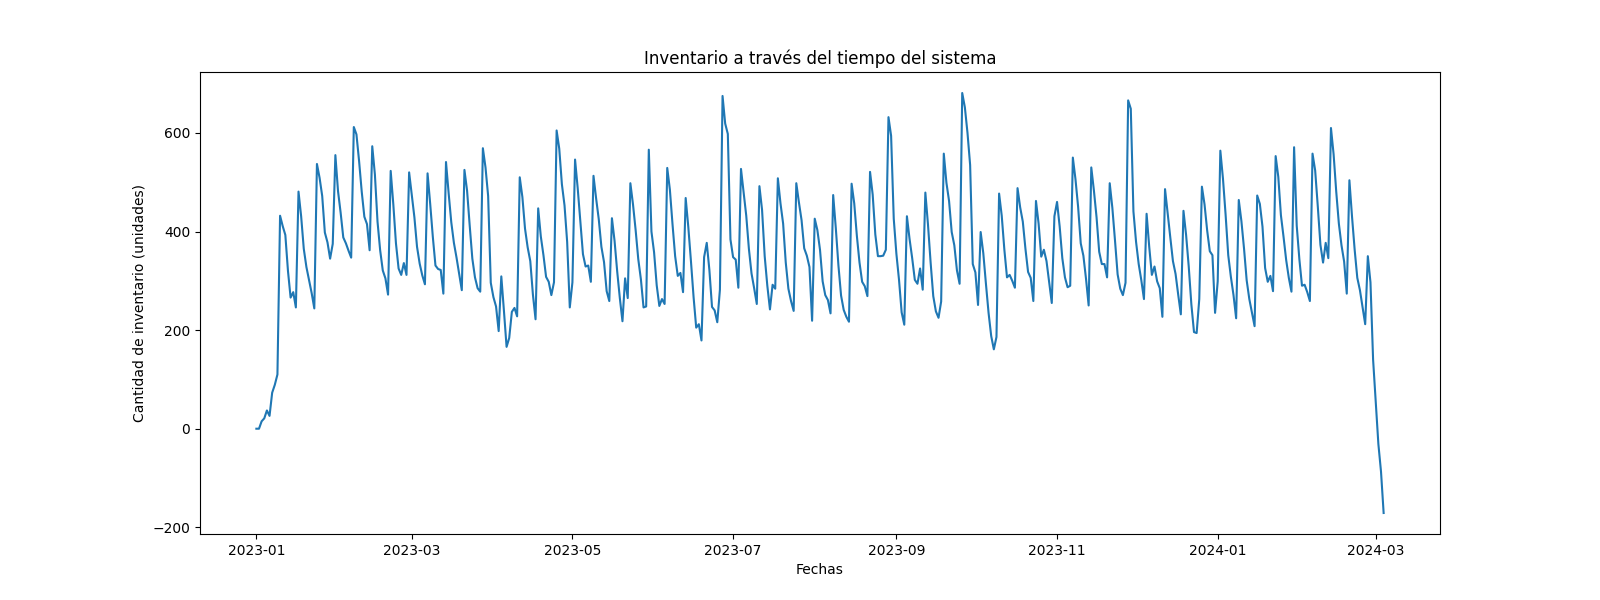 Inventario a través del tiempo del sistema
Cantidad de inventario (unidades)
600
400
200
0
−200
2023-01 2023-03 2023-05 2023-07 2023-09 2023-11 2024-01 2024-03
Fechas